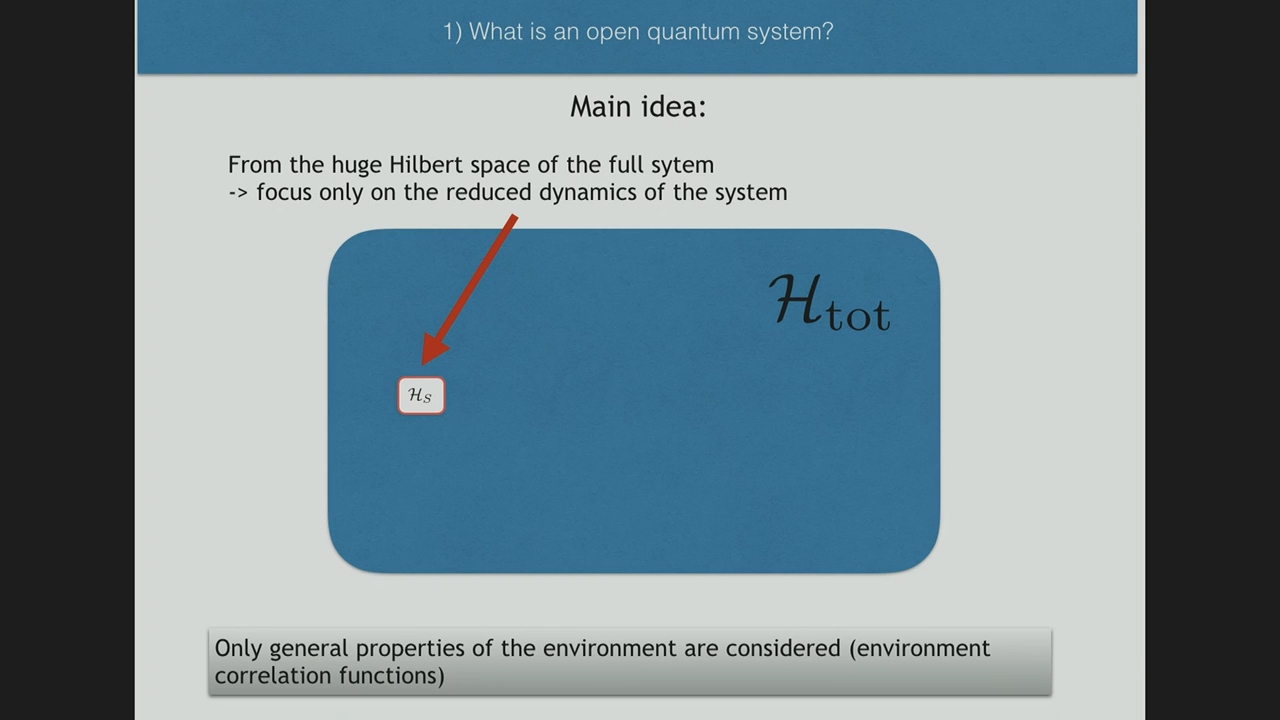 1) What is an open quantum system?
Main idea:
From the huge Hilbert space of the full sytem
-> focus only on the reduced dynamics of the system
ℋtot
ℋS
Only general properties of the environment are considered (environment
correlation functions)